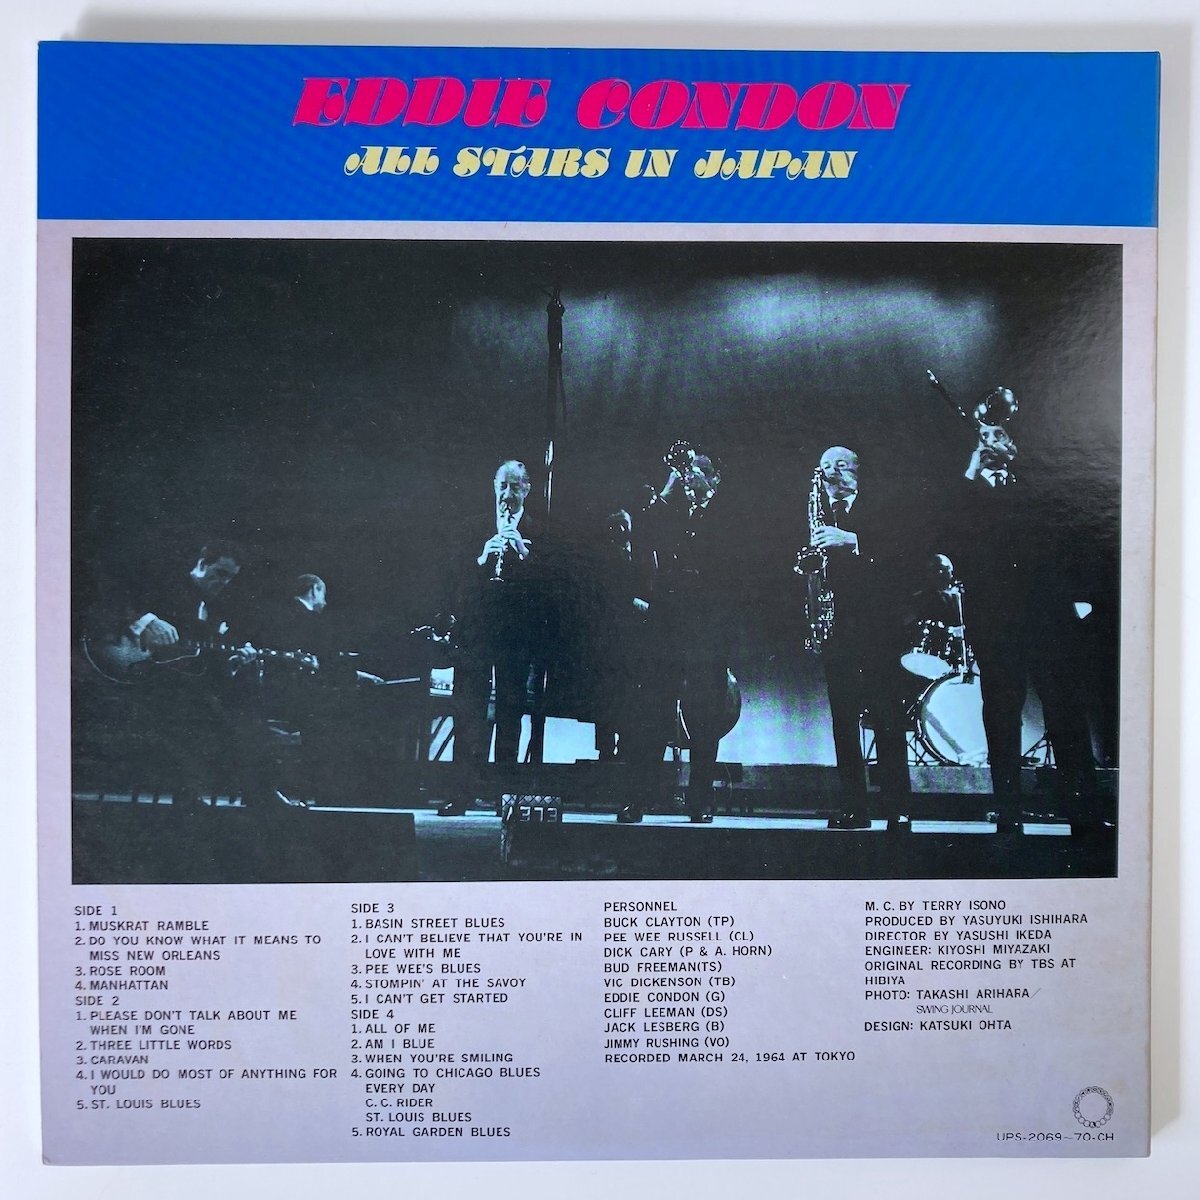 EDDIE CONDON
ALL STARS IN JAPAN
1373
SIDE 1
1. MUSKRAT RAMBLE
2. DO YOU KNOW WHAT IT MEANS TO
MISS NEW ORLEANS
3. ROSE ROOM
4. MANHATTAN
SIDE 2
1. PLEASE DON'T TALK ABOUT ME
WHEN I'M GONE
2. THREE LITTLE WORDS
3. CARAVAN
4. I WOULD DO MOST OF ANYTHING FOR
YOU
5. ST. LOUIS BLUES
SIDE 3
1. BASIN STREET BLUES
2. I CAN'T BELIEVE THAT YOU'RE IN
LOVE WITH ME
3. PEE WEE'S BLUES
4. STOMPIN' AT THE SAVOY
5. I CAN'T GET STARTED
SIDE 4
1. ALL OF ME
2. AM I BLUE
3. WHEN YOU'RE SMILING
4. GOING TO CHICAGO BLUES
EVERY DAY
C. C. RIDER
ST. LOUIS BLUES
5. ROYAL GARDEN BLUES
PERSONNEL
BUCK CLAYTON (TP)
PEE WEE RUSSELL (CL)
DICK CARY (P & A. HORN)
BUD FREEMAN(TS)
VIC DICKENSON (TB)
EDDIE CONDON (G)
CLIFF LEEMAN (DS)
JACK LESBERG (B)
JIMMY RUSHING (VO)
RECORDED MARCH 24, 1964 AT TOKYO
M. C. BY TERRY ISONO
PRODUCED BY YASUYUKI ISHIHARA
DIRECTOR BY YASUSHI IKEDA
ENGINEER: KIYOSHI MIYAZAKI
ORIGINAL RECORDING BY TBS AT
HIBIYA
PHOTO: TAKASHI ARIHARA/
SWING JOURNAL
DESIGN: KATSUKI OHTA
UPS-2069~70-CH